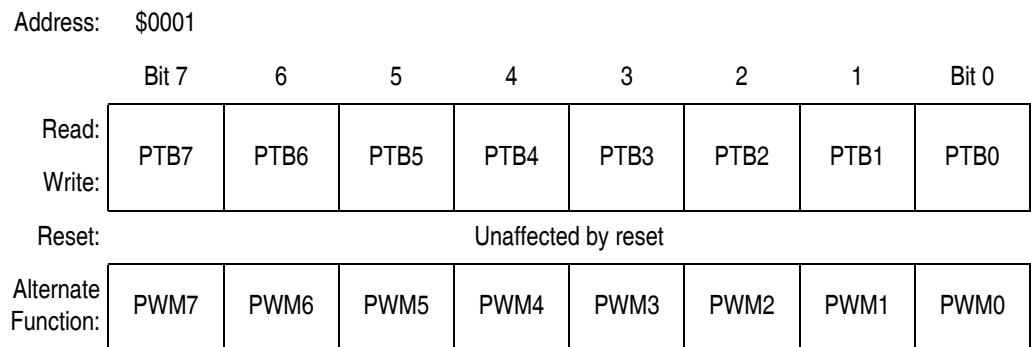 Address: $0001
Bit 7 6 5 4 3 2 1 Bit 0
Read:
PTB7 PTB6 PTB5 PTB4 PTB3 PTB2 PTB1 PTB0
Write:
Reset: Unaffected by reset
Alternate
Function:
PWM7 PWM6 PWM5 PWM4 PWM3 PWM2 PWM1 PWM0